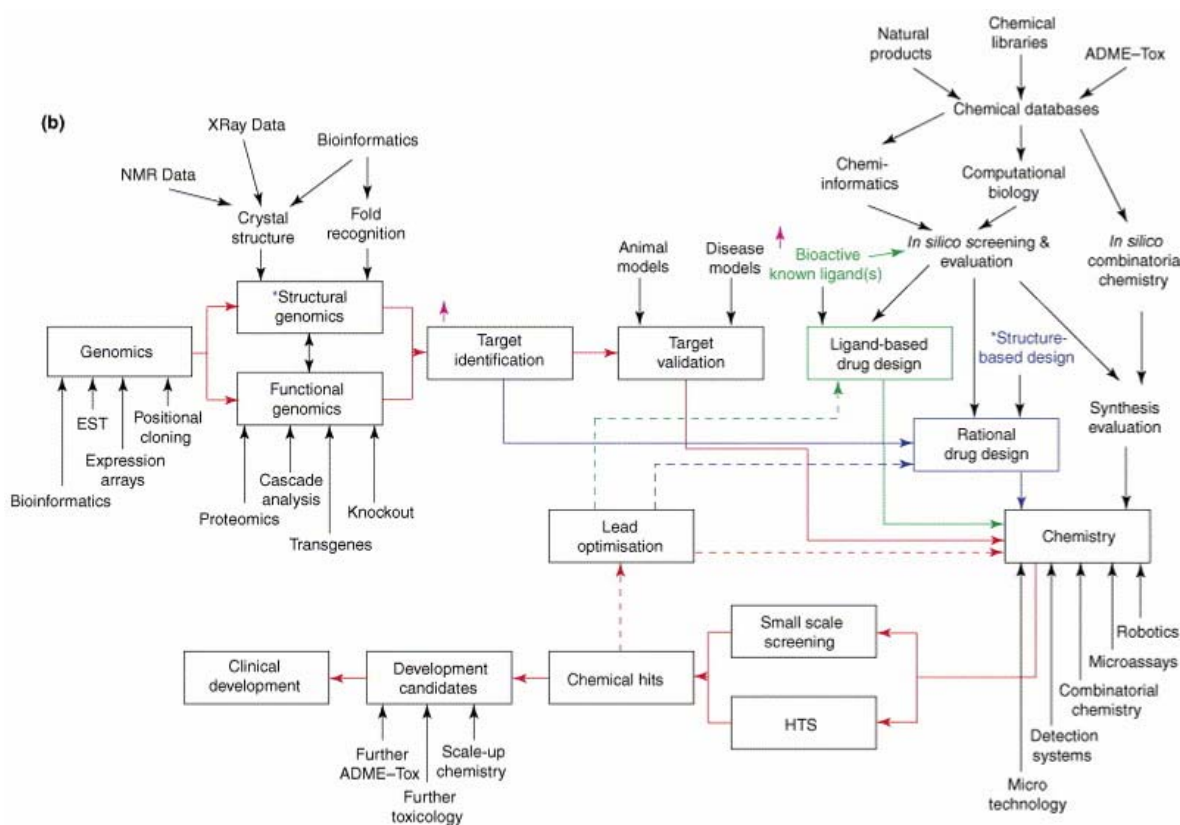 Natural
products
Chemical
libraries
ADME–Tox
Chemical databases
(b)
XRay Data
Bioinformatics
NMR Data
Chemi-
informatics
Computational
biology
Crystal
structure
Fold
recognition
Animal
models
Disease
models
Bioactive
known ligand(s)
In silico screening &
evaluation
In silico
combinatoria
chemistry
*Structural
genomics
Genomics
Target
identification
Target
validation
Ligand-based
drug design
*Structure-
based design
Functional
genomics
EST
Positional
cloning
Expression
arrays
Bioinformatics
Proteomics
Cascade
analysis
Transgenes
Knockout
Rational
drug design
Synthesis
evaluation
Lead
optimisation
Chemistry
Small scale
screening
Clinical
development
Development
candidates
Chemical hits
HTS
Robotics
Microassays
Combinatorial
chemistry
Detection
systems
Micro
technology
Further
ADME–Tox
Scale-up
chemistry
Further
toxicology